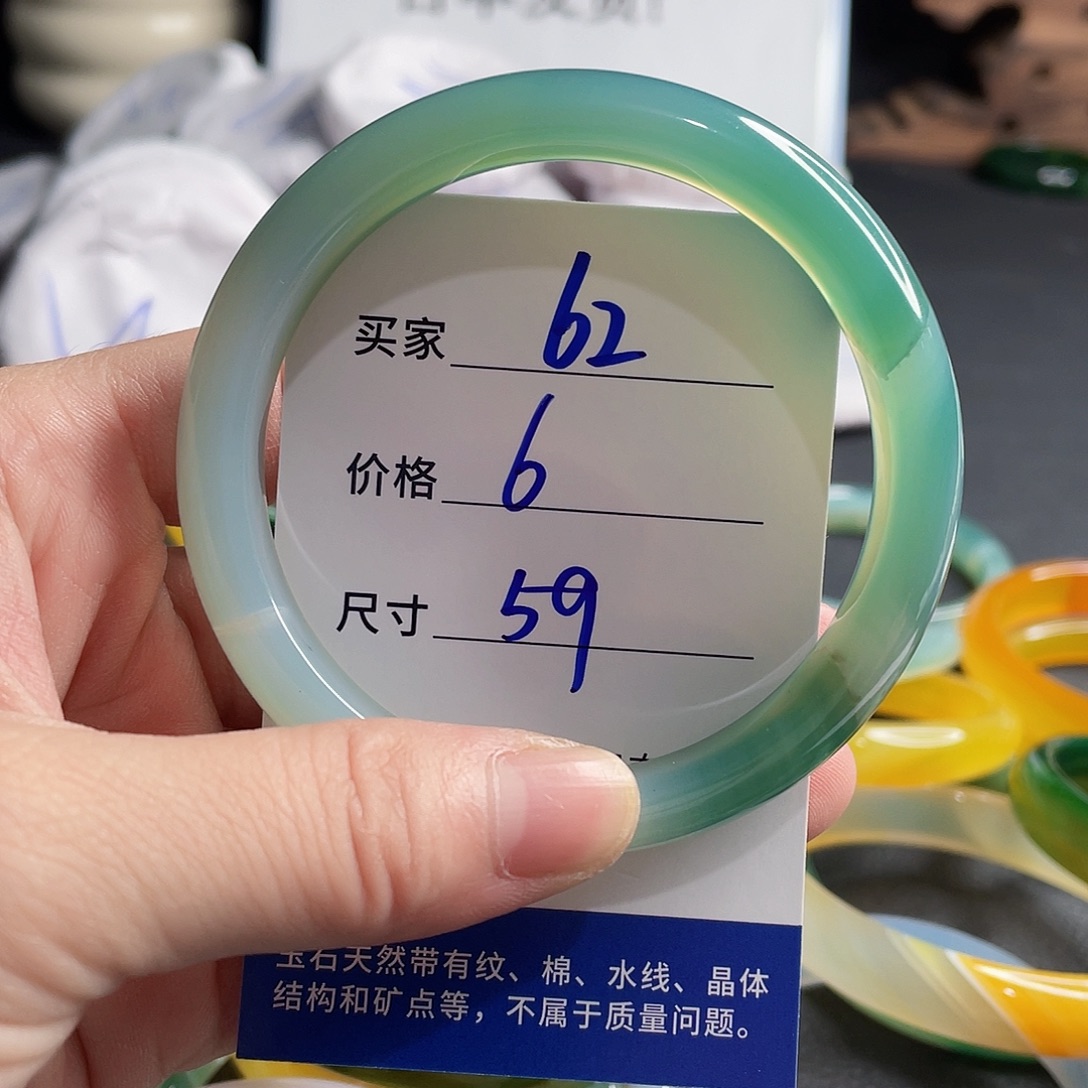 买家 62
价格 6
尺寸 59
玉石天然带有纹、棉、水线、晶体
结构和矿点等，不属于质量问题。